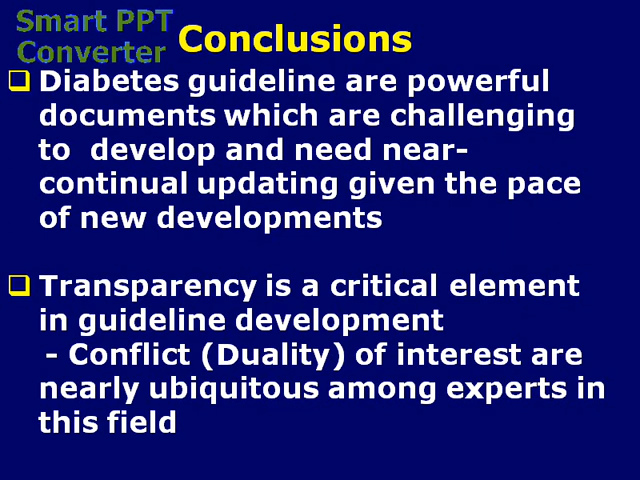 Smart PPT
Converter
Conclusions
❑ Diabetes guideline are powerful
documents which are challenging
to  develop and need near-
continual updating given the pace
of new developments
❑ Transparency is a critical element
in guideline development
- Conflict (Duality) of interest are
nearly ubiquitous among experts in
this field